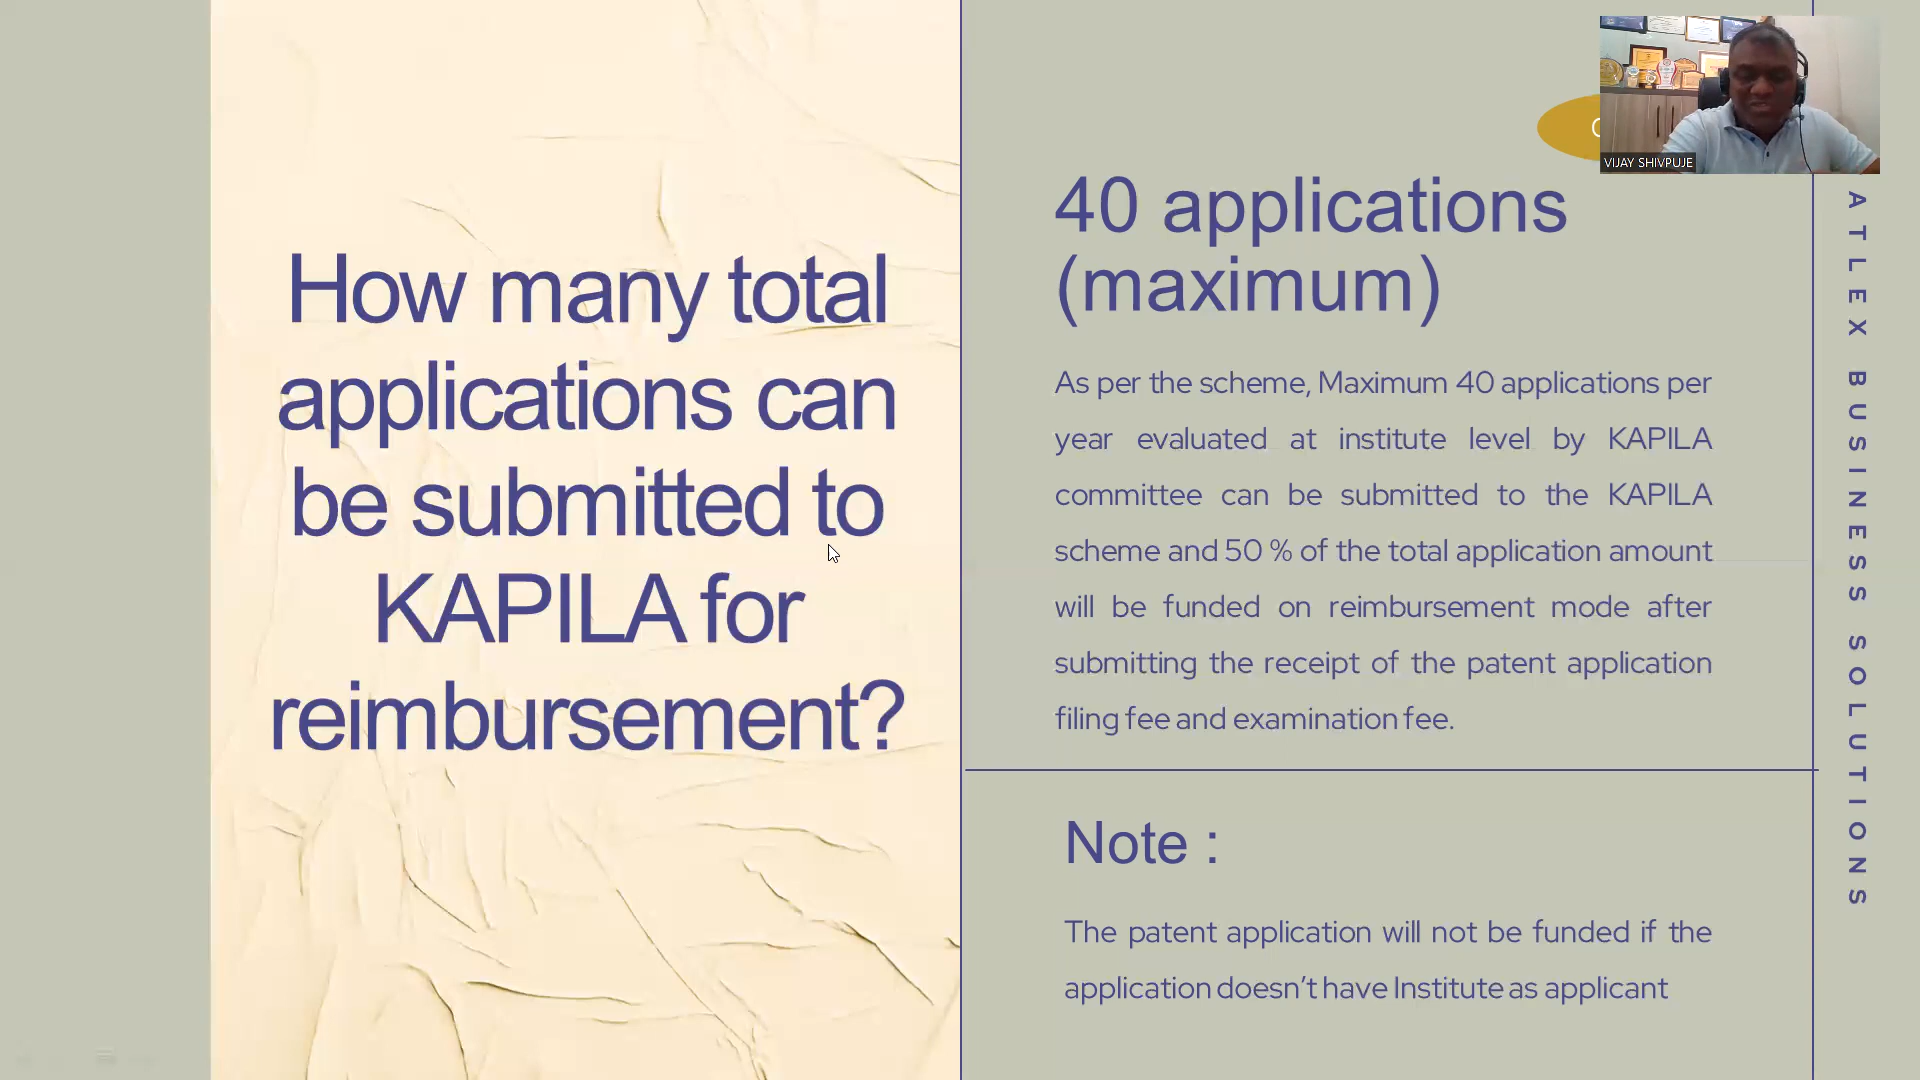 How many total
applications can
be submitted to
KAPILA for
reimbursement?
40 applications
(maximum)
As per the scheme, Maximum 40 applications per
year evaluated at institute level by KAPILA
committee can be submitted to the KAPILA
scheme and 50 % of the total application amount
will be funded on reimbursement mode after
submitting the receipt of the patent application
filing fee and examination fee.
Note :
The patent application will not be funded if the
application doesn't have Institute as applicant
VIJAY SHIVPUJE
ATLEX BUSINESS SOLUTIONS